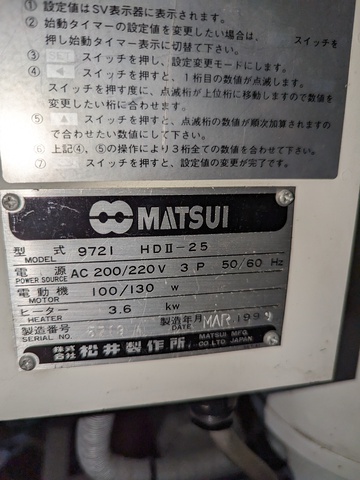 ① 設定値はSV表示器に表示されます。
② 始動タイマーの設定値を変更したい場合は、 スイッチを
押し始動タイマー表示に切替て下さい。
③ スイッチを押し、設定変更モードにします。
④ ◀ スイッチを押すと、1桁目の数値が点滅します。
スイッチを押す度に、点滅桁が上位桁に移動しますので数値を
変更したい桁に合わせます。
⑤ ▲ スイッチを押すと、点滅桁の数値が順次加算されますの
で合わせたい数値にして下さい。
⑥ 上記④、⑤の操作により3桁全ての数値を合わせて下さい。
⑦ スイッチを押すと、設定値の変更が完了です。
MATSUI
型式 MODEL 9721 HDⅡ-25
電源 POWER SOURCE AC 200/220V 3P 50/60 Hz
電動機 MOTOR 100/130 w
ヒーター HEATER 3.6 kw
製造番号 SERIAL NO. 製造年月 DATE MAR 199
株式会社 松井製作所 MATSUI MFG. CO.,LTD. JAPAN.